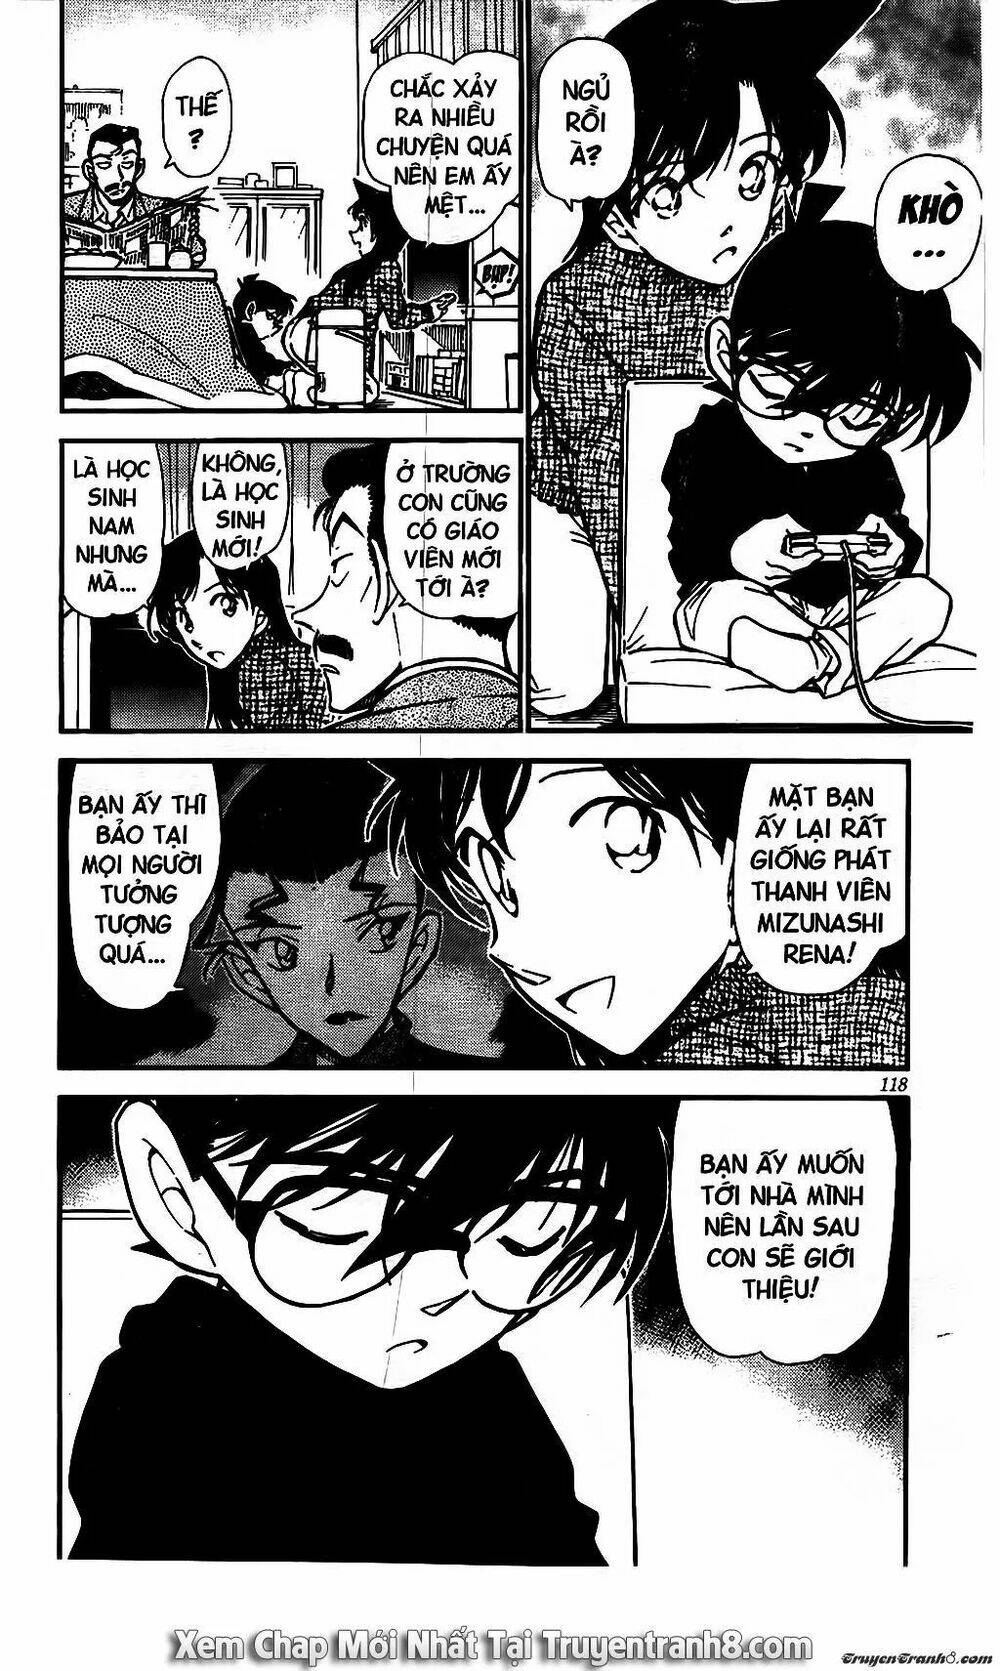 KHÒ
...
NGỦ
RỒI
À?
CHẮC XẢY
RA NHIỀU
CHUYỆN QUÁ
NÊN EM ẤY
MỆT...
BỤP!
THẾ
?
Ở TRƯỜNG
CON CŨNG
CÓ GIÁO
VIÊN MỚI
TỚI À?
KHÔNG,
LÀ HỌC
SINH
MỚI!
LÀ HỌC
SINH
NAM
NHƯNG
MÀ...
MẶT BẠN
ẤY LẠI RẤT
GIỐNG PHÁT
THANH VIÊN
MIZUNASHI
RENA!
BẠN ẤY THÌ
BẢO TẠI
MỌI NGƯỜI
TƯỞNG
TƯỢNG
QUÁ...
118
BẠN ẤY MUỐN
TỚI NHÀ MÌNH
NÊN LẦN SAU
CON SẼ GIỚI
THIỆU!
Xem Chap Mới Nhất Tại Truyentranh8.com
TruyenTranh8.com